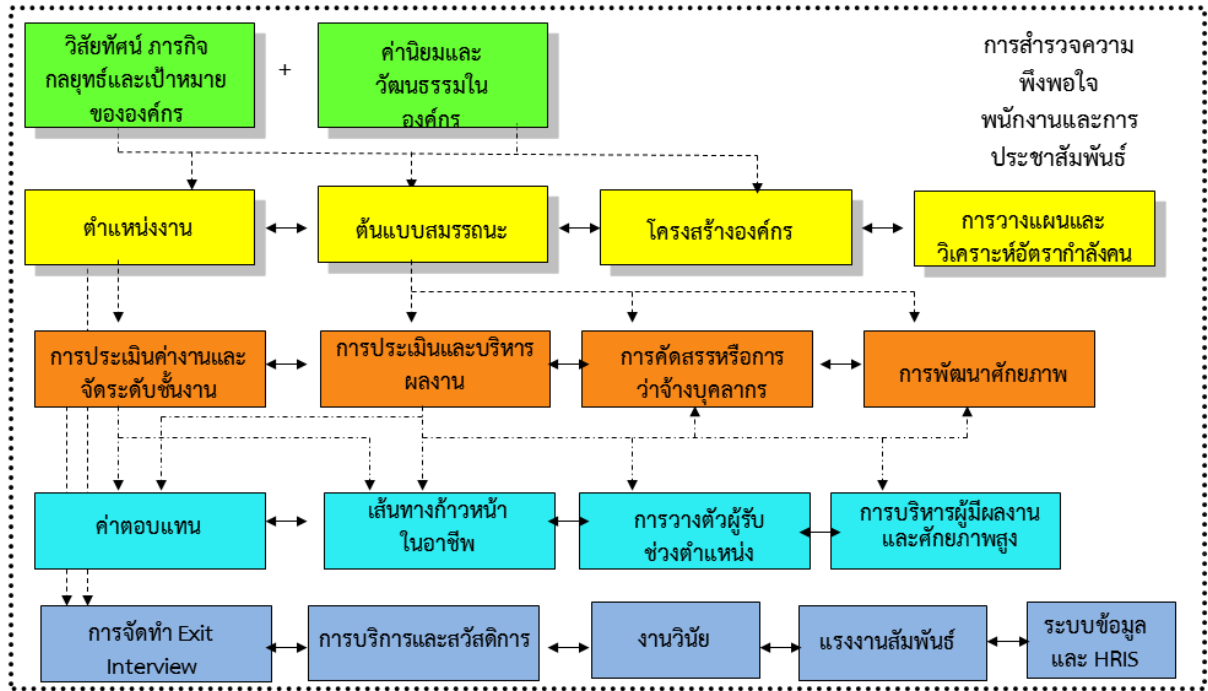 วิสัยทัศน์ ภารกิจ
กลยุทธ์และเป้าหมาย
ขององค์กร
+
ค่านิยมและ
วัฒนธรรมใน
องค์กร
การสำรวจความ
พึงพอใจ
พนักงานและการ
ประชาสัมพันธ์
ตำแหน่งงาน
ต้นแบบสมรรถนะ
โครงสร้างองค์กร
การวางแผนและ
วิเคราะห์อัตรากำลังคน
การประเมินค่างานและ
จัดระดับชั้นงาน
การประเมินและบริหาร
ผลงาน
การคัดสรรหรือการ
ว่าจ้างบุคลากร
การพัฒนาศักยภาพ
ค่าตอบแทน
เส้นทางก้าวหน้า
ในอาชีพ
การวางตัวผู้รับ
ช่วงตำแหน่ง
การบริหารผู้มีผลงาน
และศักยภาพสูง
การจัดทำ Exit
Interview
การบริการและสวัสดิการ
งานวินัย
แรงงานสัมพันธ์
ระบบข้อมูล
และ HRIS